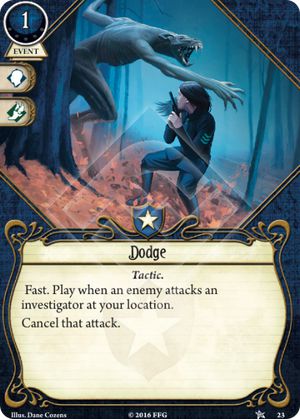 1
EVENT
Dodge
Tactic.
Fast. Play when an enemy attacks an
investigator at your location.
Cancel that attack.
Illus. Dane Cozens
© 2016 FFG
23